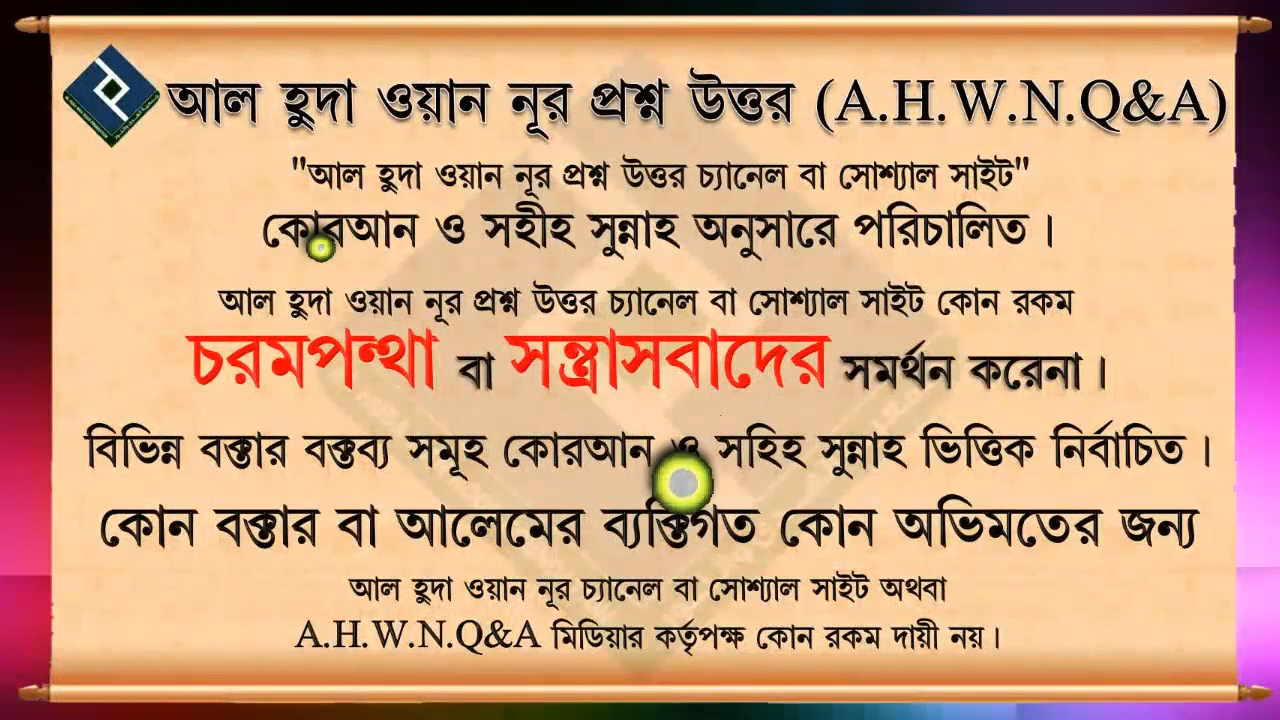 আল হুদা ওয়ান নূর প্রশ্ন উত্তর (A.H.W.N.Q&A)
"আল হুদা ওয়ান নূর প্রশ্ন উত্তর চ্যানেল বা সোশ্যাল সাইট"
কোরআন ও সহীহ সুন্নাহ অনুসারে পরিচালিত ।
আল হুদা ওয়ান নূর প্রশ্ন উত্তর চ্যানেল বা সোশ্যাল সাইট কোন রকম
চরমপন্থা বা সন্ত্রাসবাদের সমর্থন করেনা ।
বিভিন্ন বক্তার বক্তব্য সমূহ কোরআন ও সহিহ সুন্নাহ ভিত্তিক নির্বাচিত ।
কোন বক্তার বা আলেমের ব্যক্তিগত কোন অভিমতের জন্য
আল হুদা ওয়ান নূর চ্যানেল বা সোশ্যাল সাইট অথবা
A.H.W.N.Q&A মিডিয়ার কর্তৃপক্ষ কোন রকম দায়ী নয় ।